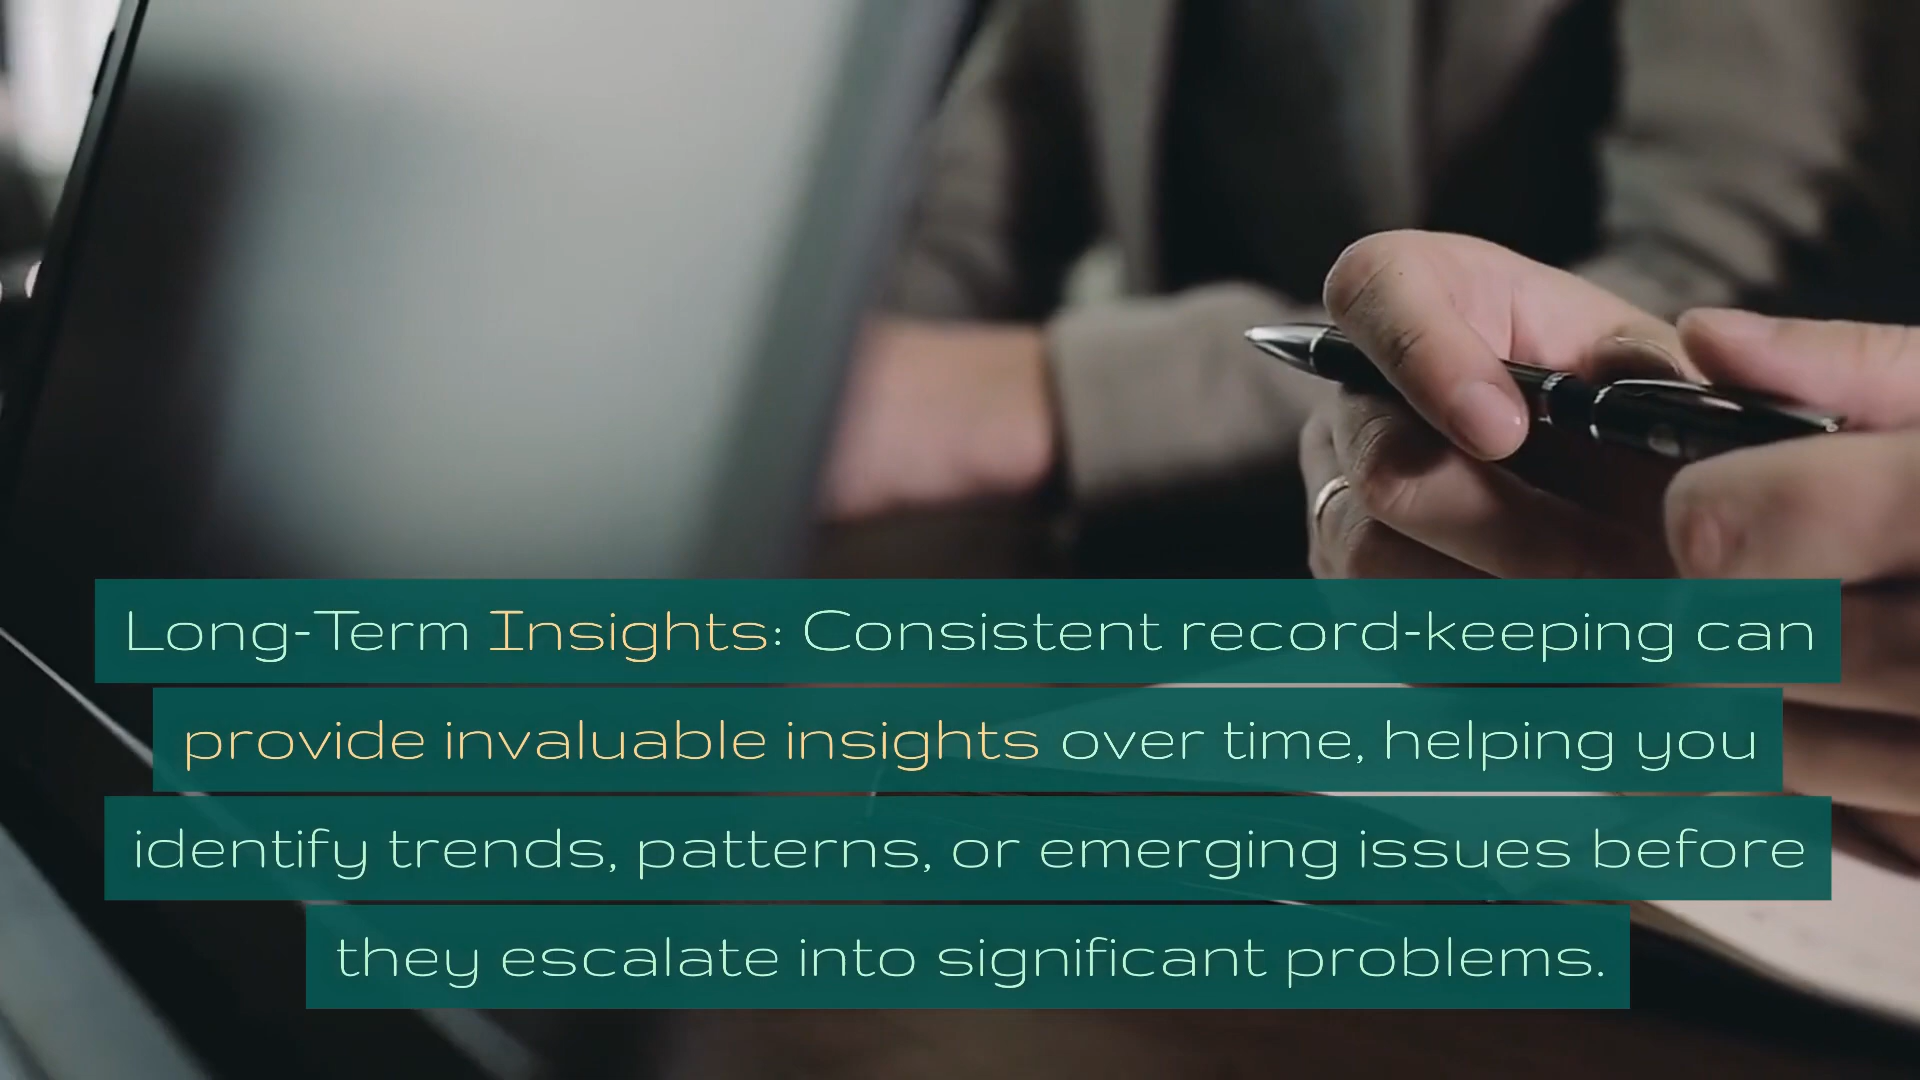 Long-Term Insights: Consistent record-keeping can
provide invaluable insights over time, helping you
identify trends, patterns, or emerging issues before
they escalate into significant problems.